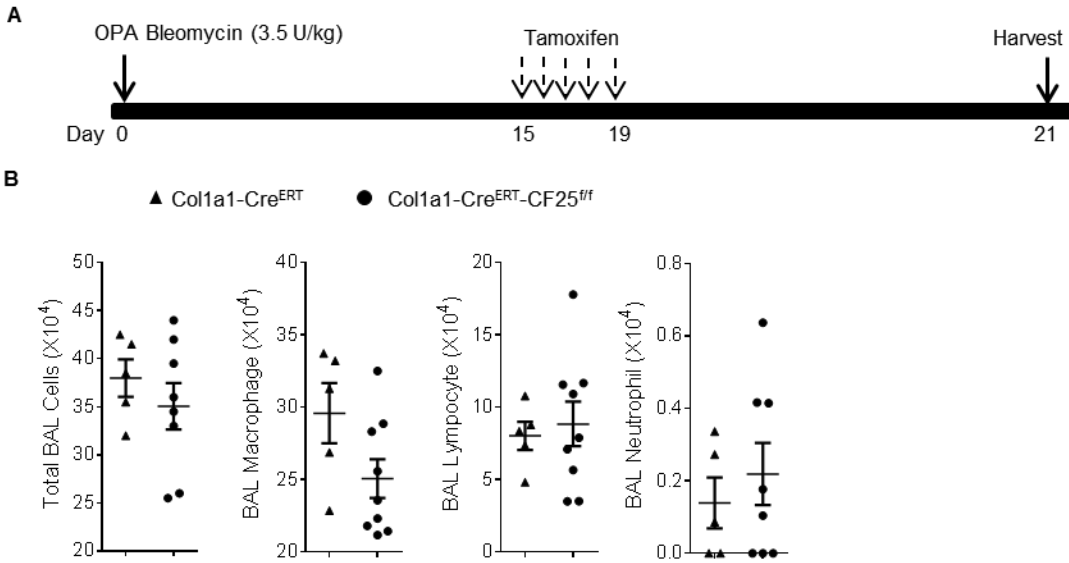 A
OPA Bleomycin (3.5 U/kg)
Tamoxifen
Harvest
Day 0 15 19 21
B
▲ Col1a1-Cre^ERT ● Col1a1-Cre^ERT-CF25^f/f
Total BAL Cells (X10^4)
50
45
40
35
30
25
20
BAL Macrophage (X10^4)
40
35
30
25
20
BAL Lympocyte (X10^4)
20
15
10
5
0
BAL Neutrophil (X10^4)
0.8
0.6
0.4
0.2
0.0